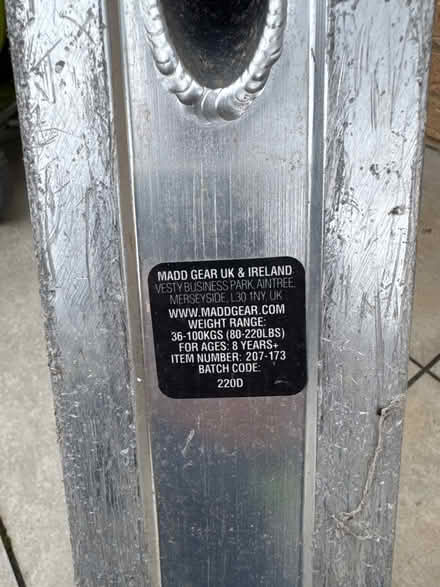 MADD GEAR UK & IRELAND
VESTY BUSINESS PARK, AINTREE,
MERSEYSIDE, L30 1NY, UK
WWW.MADDGEAR.COM
WEIGHT RANGE:
36-100KGS (80-220LBS)
FOR AGES: 8 YEARS+
ITEM NUMBER: 207-173
BATCH CODE:
220D